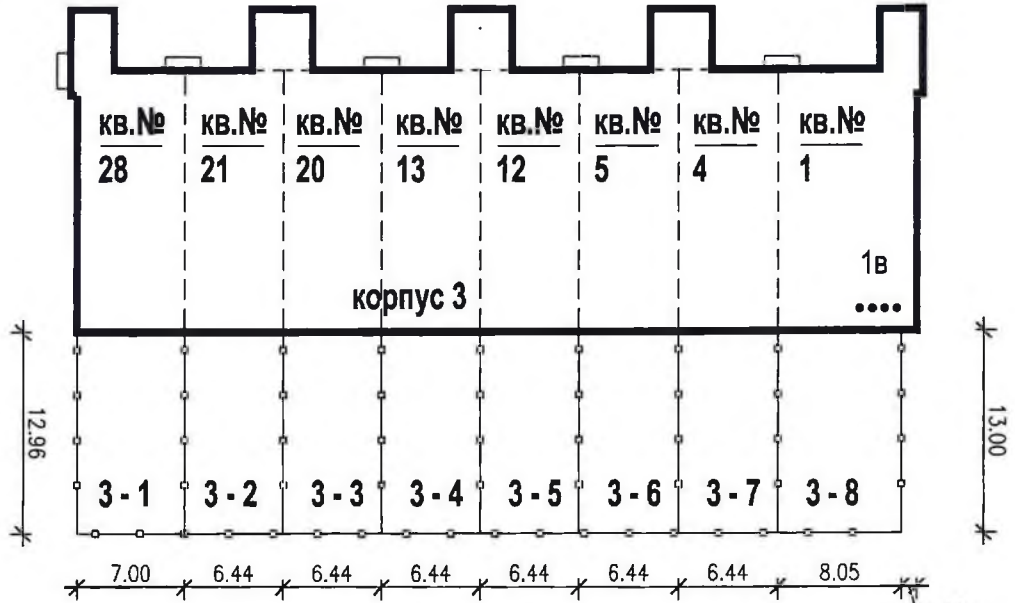 кв.№ кв.№ кв.№ кв.№ кв.№ кв.№ кв.№ кв.№
28 21 20 13 12 5 4 1
1в
корпус 3
12.96
13.00
3 - 1 3 - 2 3 - 3 3 - 4 3 - 5 3 - 6 3 - 7 3 - 8
7.00 6.44 6.44 6.44 6.44 6.44 6.44 8.05